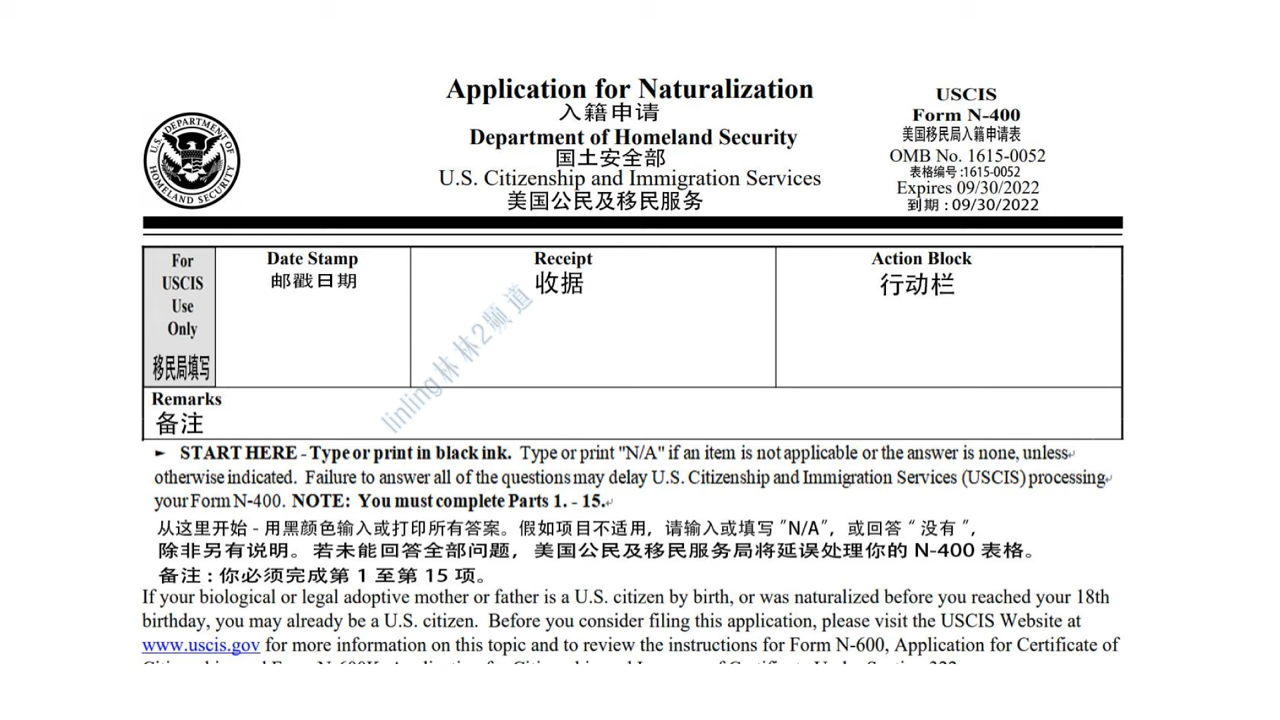 Application for Naturalization
入籍申请
Department of Homeland Security
国土安全部
U.S. Citizenship and Immigration Services
美国公民及移民服务
USCIS
Form N-400
美国移民局入籍申请表
OMB No. 1615-0052
表格编号 :1615-0052
Expires 09/30/2022
到期 : 09/30/2022
U.S. DEPARTMENT OF HOMELAND SECURITY
For
USCIS
Use
Only
移民局填写
Date Stamp
邮戳日期
Receipt
收据
Action Block
行动栏
linling林林2频道
Remarks
备注
► START HERE - Type or print in black ink. Type or print "N/A" if an item is not applicable or the answer is none, unless
otherwise indicated. Failure to answer all of the questions may delay U.S. Citizenship and Immigration Services (USCIS) processing
your Form N-400. NOTE: You must complete Parts 1. - 15.
从这里开始 - 用黑颜色输入或打印所有答案。假如项目不适用，请输入或填写 "N/A"，或回答 " 没有 "，
除非另有说明。若未能回答全部问题，美国公民及移民服务局将延误处理你的 N-400 表格。
备注 : 你必须完成第 1 至第 15 项。
If your biological or legal adoptive mother or father is a U.S. citizen by birth, or was naturalized before you reached your 18th
birthday, you may already be a U.S. citizen. Before you consider filing this application, please visit the USCIS Website at
www.uscis.gov for more information on this topic and to review the instructions for Form N-600, Application for Certificate of